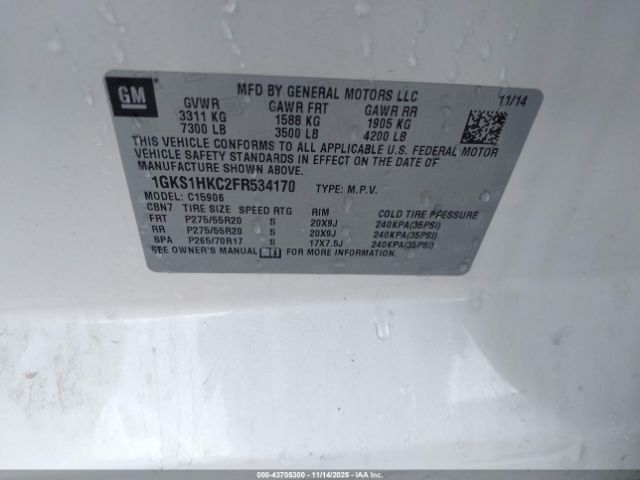 GM
MFD BY GENERAL MOTORS LLC
11/14
GVWR GAWR FRT GAWR RR
3311 KG 1588 KG 1905 KG
7300 LB 3500 LB 4200 LB
THIS VEHICLE CONFORMS TO ALL APPLICABLE U.S. FEDERAL MOTOR
VEHICLE SAFETY STANDARDS IN EFFECT ON THE DATE OF
MANUFACTURE SHOWN ABOVE.
1GKS1HKC2FR534170 TYPE: M.P.V.
MODEL: C15906
CBN7 TIRE SIZE SPEED RTG RIM COLD TIRE PRESSURE
FRT P275/55R20 S 20X9J 240KPA(35PSI)
RR P275/55R20 S 20X9J 240KPA(35PSI)
SPA P265/70R17 S 17X7.5J 240KPA(35PSI)
SEE OWNER'S MANUAL FOR MORE INFORMATION.
000-43705300 - 11/14/2025 - IAA Corp.